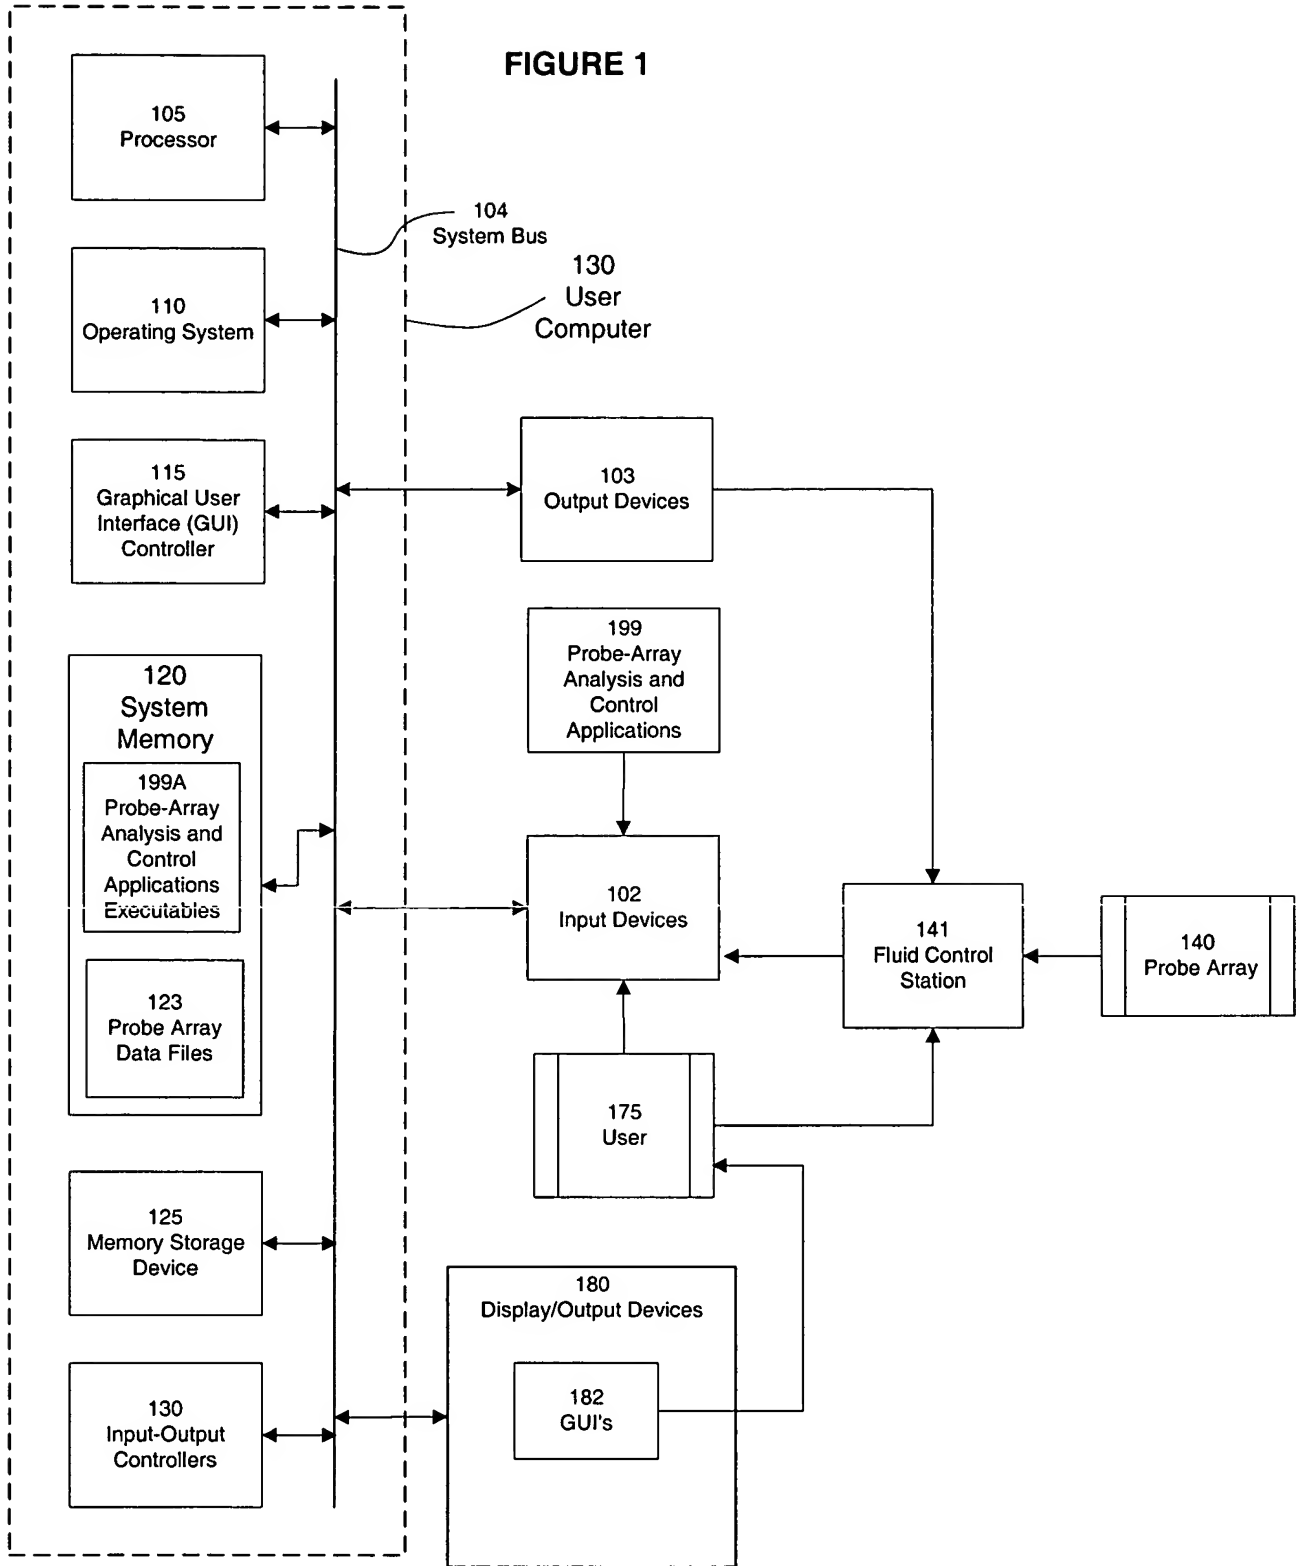 FIGURE 1
105
Processor
104
System Bus
130
User
Computer
110
Operating System
115
Graphical User
Interface (GUI)
Controller
103
Output Devices
199
Probe-Array
Analysis and
Control
Applications
120
System
Memory
199A
Probe-Array
Analysis and
Control
Applications
Executables
123
Probe Array
Data Files
102
Input Devices
141
Fluid Control
Station
140
Probe Array
175
User
125
Memory Storage
Device
180
Display/Output Devices
182
GUI's
130
Input-Output
Controllers